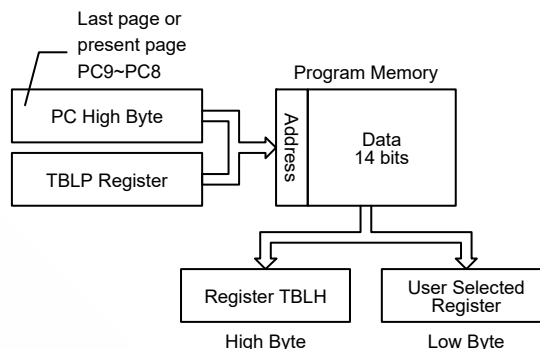 Last page or
present page
PC9~PC8
Program Memory
PC High Byte
TBLP Register
Address
Data
14 bits
Register TBLH
User Selected
Register
High Byte
Low Byte